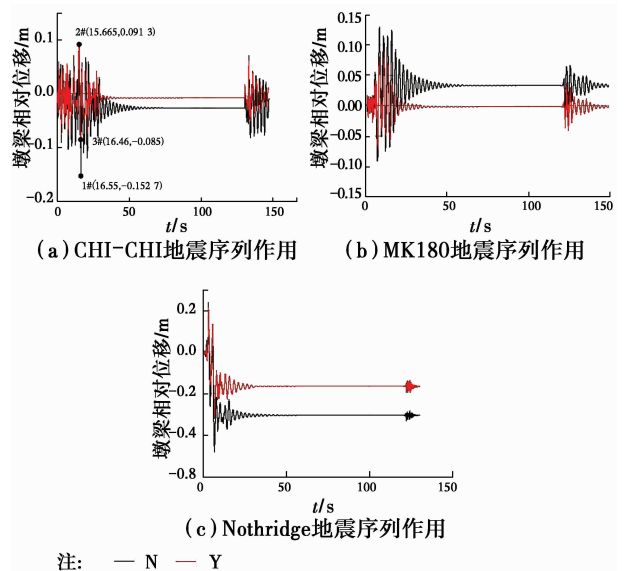 墩梁相对位移/m
0.1
0.0
-0.1
-0.2
2#(15.665,0.091 3)
3#(16.46,-0.085)
1#(16.55,-0.152 7)
0 50 100 150
t/s
(a)CHI-CHI地震序列作用
墩梁相对位移/m
0.15
0.10
0.05
0.00
-0.05
-0.10
-0.15
0 50 100 150
t/s
(b)MK180地震序列作用
墩梁相对位移/m
0.2
0.0
-0.2
-0.4
-0.8
0 50 100 150
t/s
(c)Nothridge地震序列作用
注: — N — Y